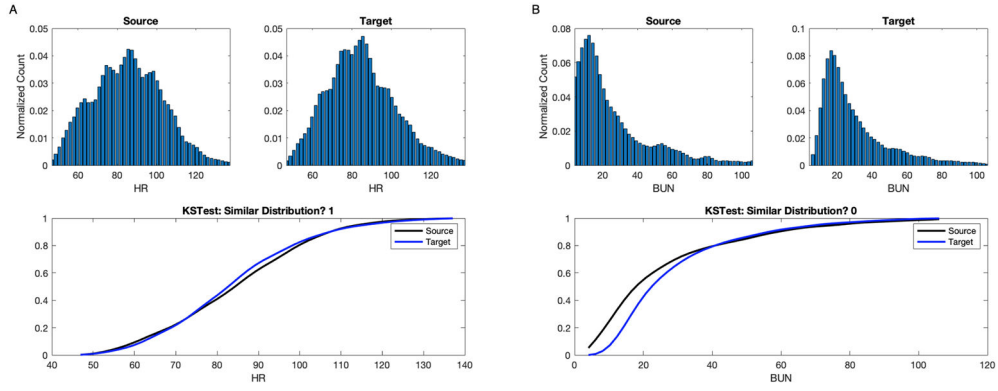 A
Source
Normalized Count
0.05
0.04
0.03
0.02
0.01
0
60 80 100 120
HR
Target
0.05
0.04
0.03
0.02
0.01
0
60 80 100 120
HR
KSTest: Similar Distribution? 1
1
0.8
0.6
0.4
0.2
0
40 50 60 70 80 90 100 110 120 130 140
HR
Source
Target
B
Source
Normalized Count
0.08
0.06
0.04
0.02
0
20 40 60 80 100
BUN
Target
0.1
0.08
0.06
0.04
0.02
0
20 40 60 80 100
BUN
KSTest: Similar Distribution? 0
1
0.8
0.6
0.4
0.2
0
0 20 40 60 80 100 120
BUN
Source
Target